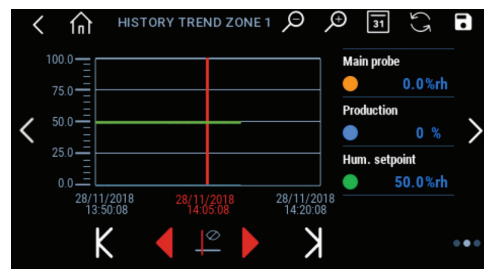 HISTORY TREND ZONE 1
31
100.0
75.0
50.0
25.0
0.0
28/11/2018
13:50:08
28/11/2018
14:05:08
28/11/2018
14:20:08
Main probe
0.0%rh
Production
0 %
Hum. setpoint
50.0%rh